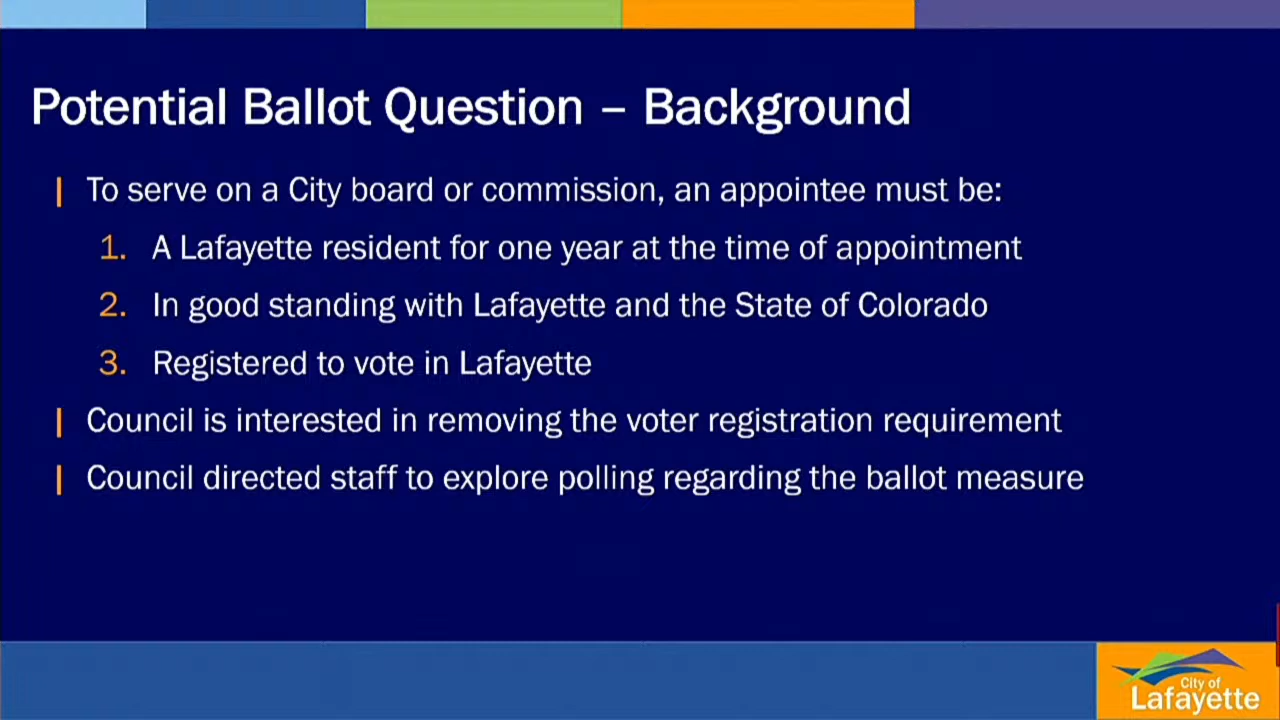 Potential Ballot Question – Background
| To serve on a City board or commission, an appointee must be:
1. A Lafayette resident for one year at the time of appointment
2. In good standing with Lafayette and the State of Colorado
3. Registered to vote in Lafayette
| Council is interested in removing the voter registration requirement
| Council directed staff to explore polling regarding the ballot measure
City of
Lafayette